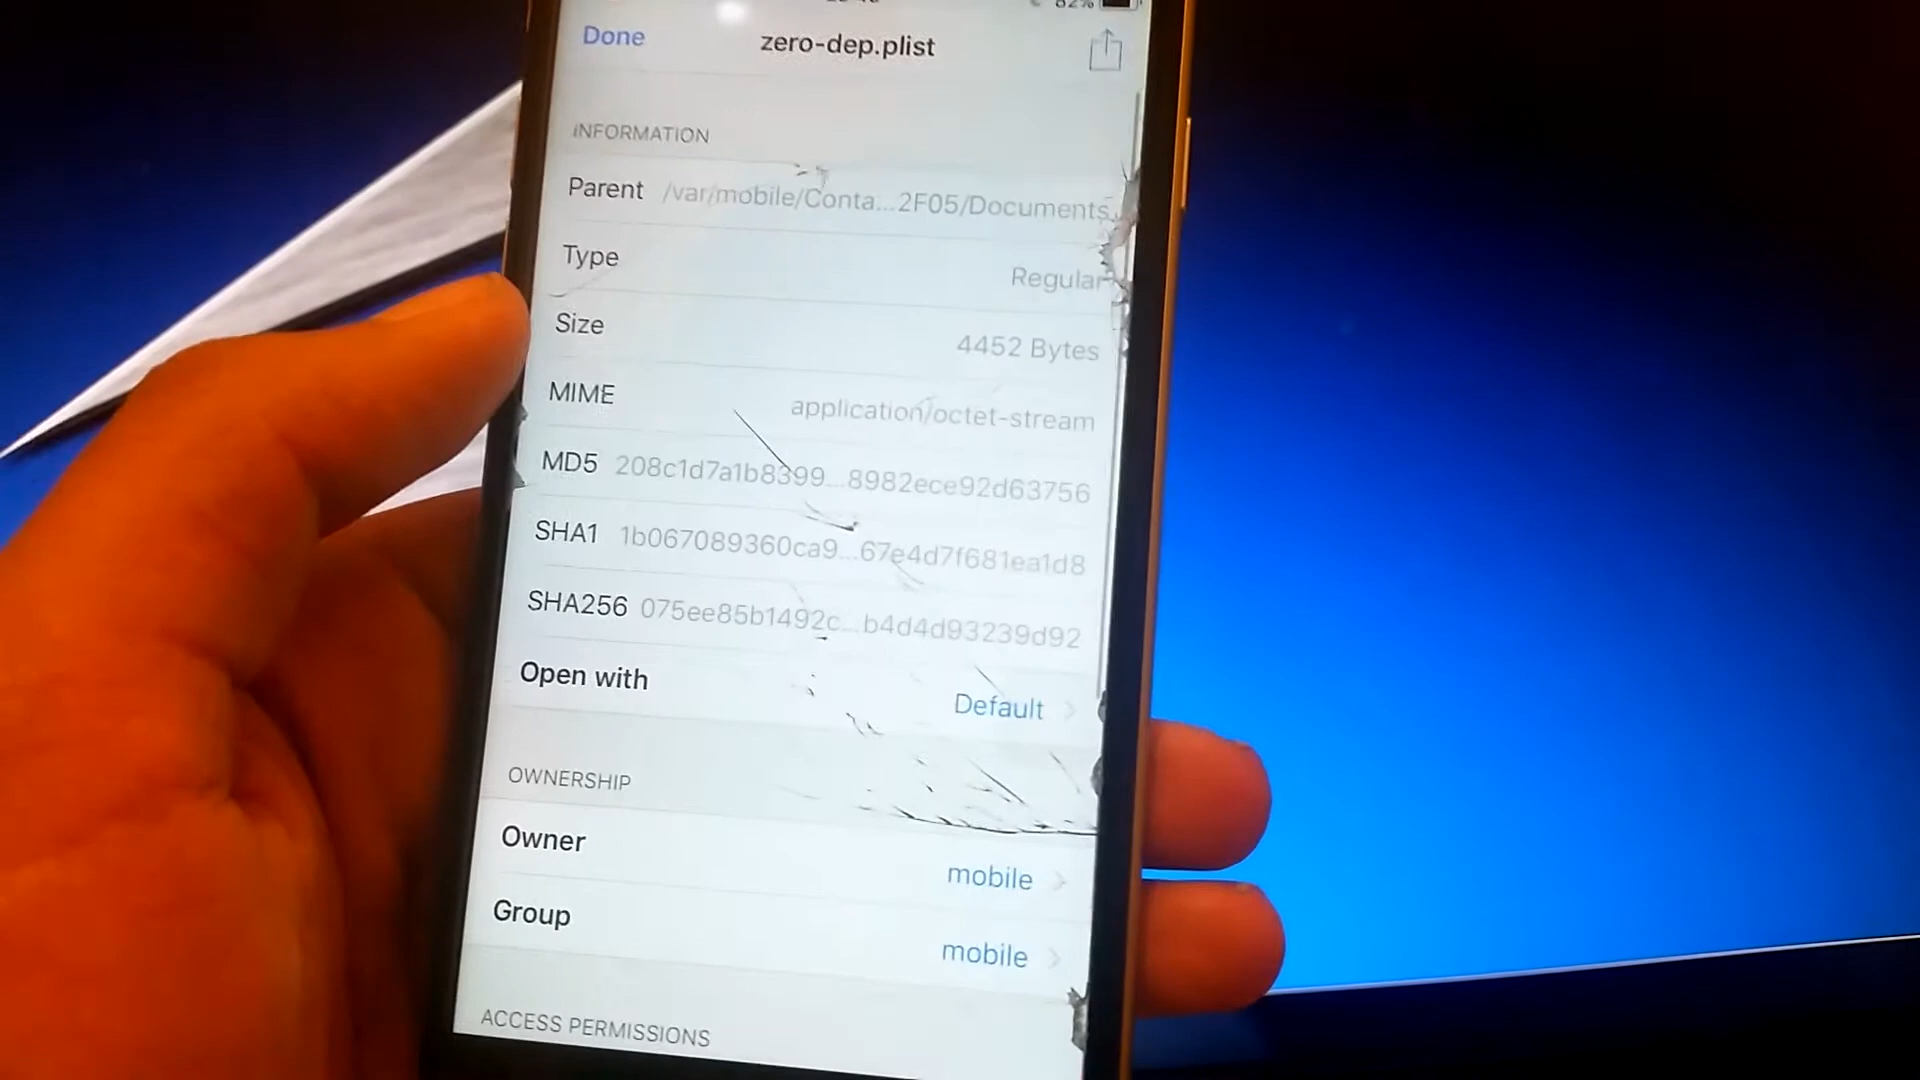 82%
Done zero-dep.plist
INFORMATION
Parent /var/mobile/Conta...2F05/Documents
Type Regular
Size 4452 Bytes
MIME application/octet-stream
MD5 208c1d7a1b8399...8982ece92d63756
SHA1 1b067089360ca9...67e4d7f681ea1d8
SHA256 075ee85b1492c...b4d4d93239d92
Open with Default
OWNERSHIP
Owner mobile
Group mobile
ACCESS PERMISSIONS